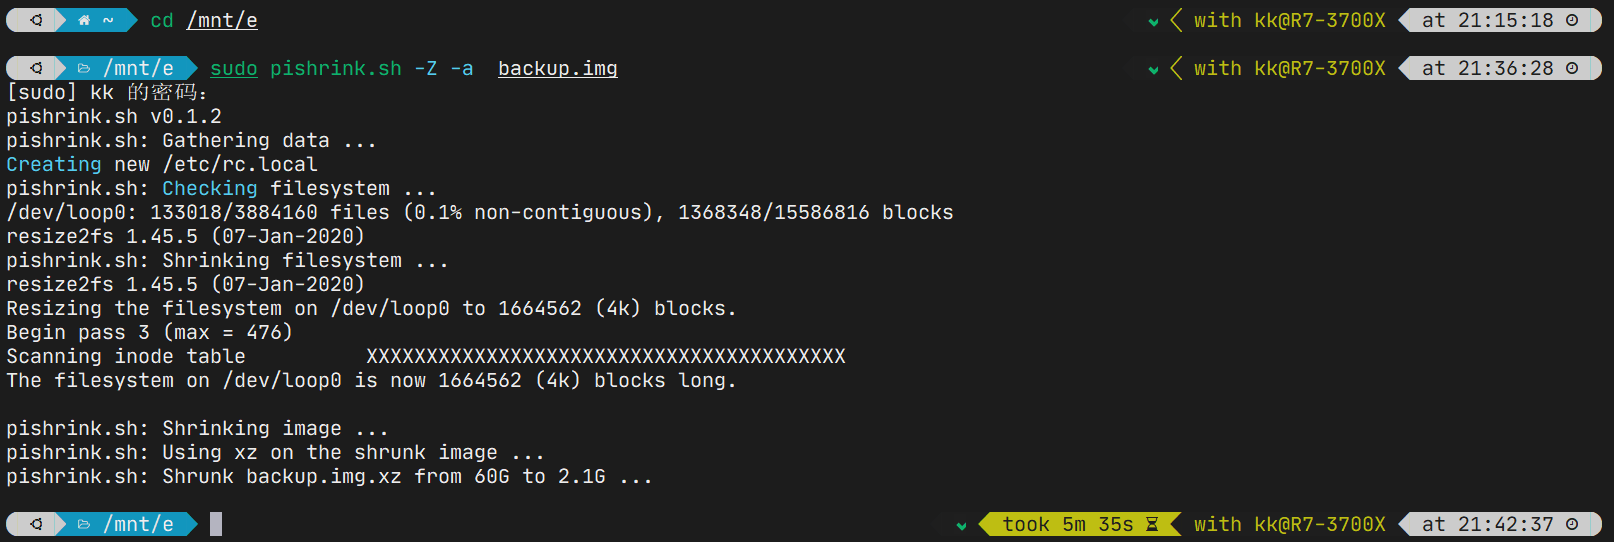 ~ cd /mnt/e with kk@R7-3700X at 21:15:18
/mnt/e sudo pishrink.sh -Z -a  backup.img with kk@R7-3700X at 21:36:28
[sudo] kk 的密码：
pishrink.sh v0.1.2
pishrink.sh: Gathering data ...
Creating new /etc/rc.local
pishrink.sh: Checking filesystem ...
/dev/loop0: 133018/3884160 files (0.1% non-contiguous), 1368348/15586816 blocks
resize2fs 1.45.5 (07-Jan-2020)
pishrink.sh: Shrinking filesystem ...
resize2fs 1.45.5 (07-Jan-2020)
Resizing the filesystem on /dev/loop0 to 1664562 (4k) blocks.
Begin pass 3 (max = 476)
Scanning inode table          XXXXXXXXXXXXXXXXXXXXXXXXXXXXXXXXXXXXXXXX
The filesystem on /dev/loop0 is now 1664562 (4k) blocks long.
pishrink.sh: Shrinking image ...
pishrink.sh: Using xz on the shrunk image ...
pishrink.sh: Shrunk backup.img.xz from 60G to 2.1G ...
/mnt/e took 5m 35s with kk@R7-3700X at 21:42:37